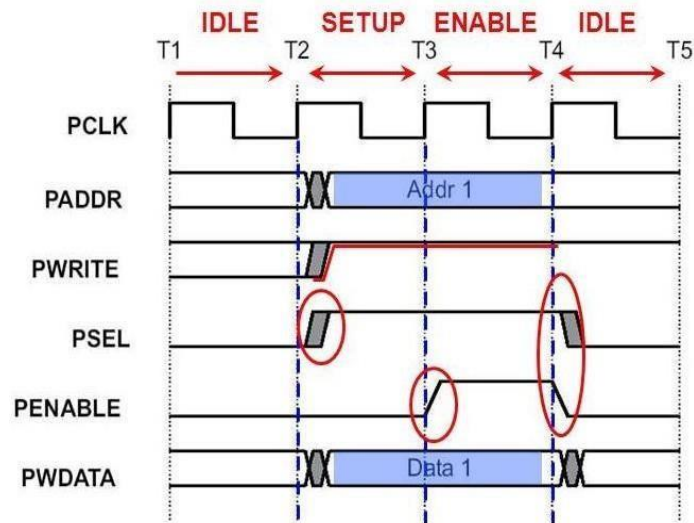 IDLE SETUP ENABLE IDLE
T1 T2 T3 T4 T5
PCLK
PADDR Addr 1
PWRITE
PSEL
PENABLE
PWDATA Data 1